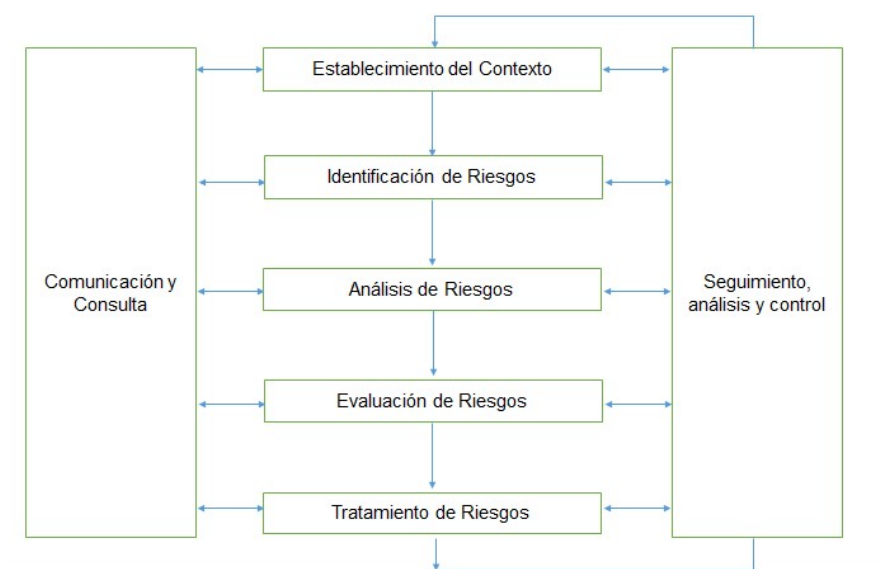 Establecimiento del Contexto
Identificación de Riesgos
Comunicación y
Consulta
Análisis de Riesgos
Seguimiento,
análisis y control
Evaluación de Riesgos
Tratamiento de Riesgos